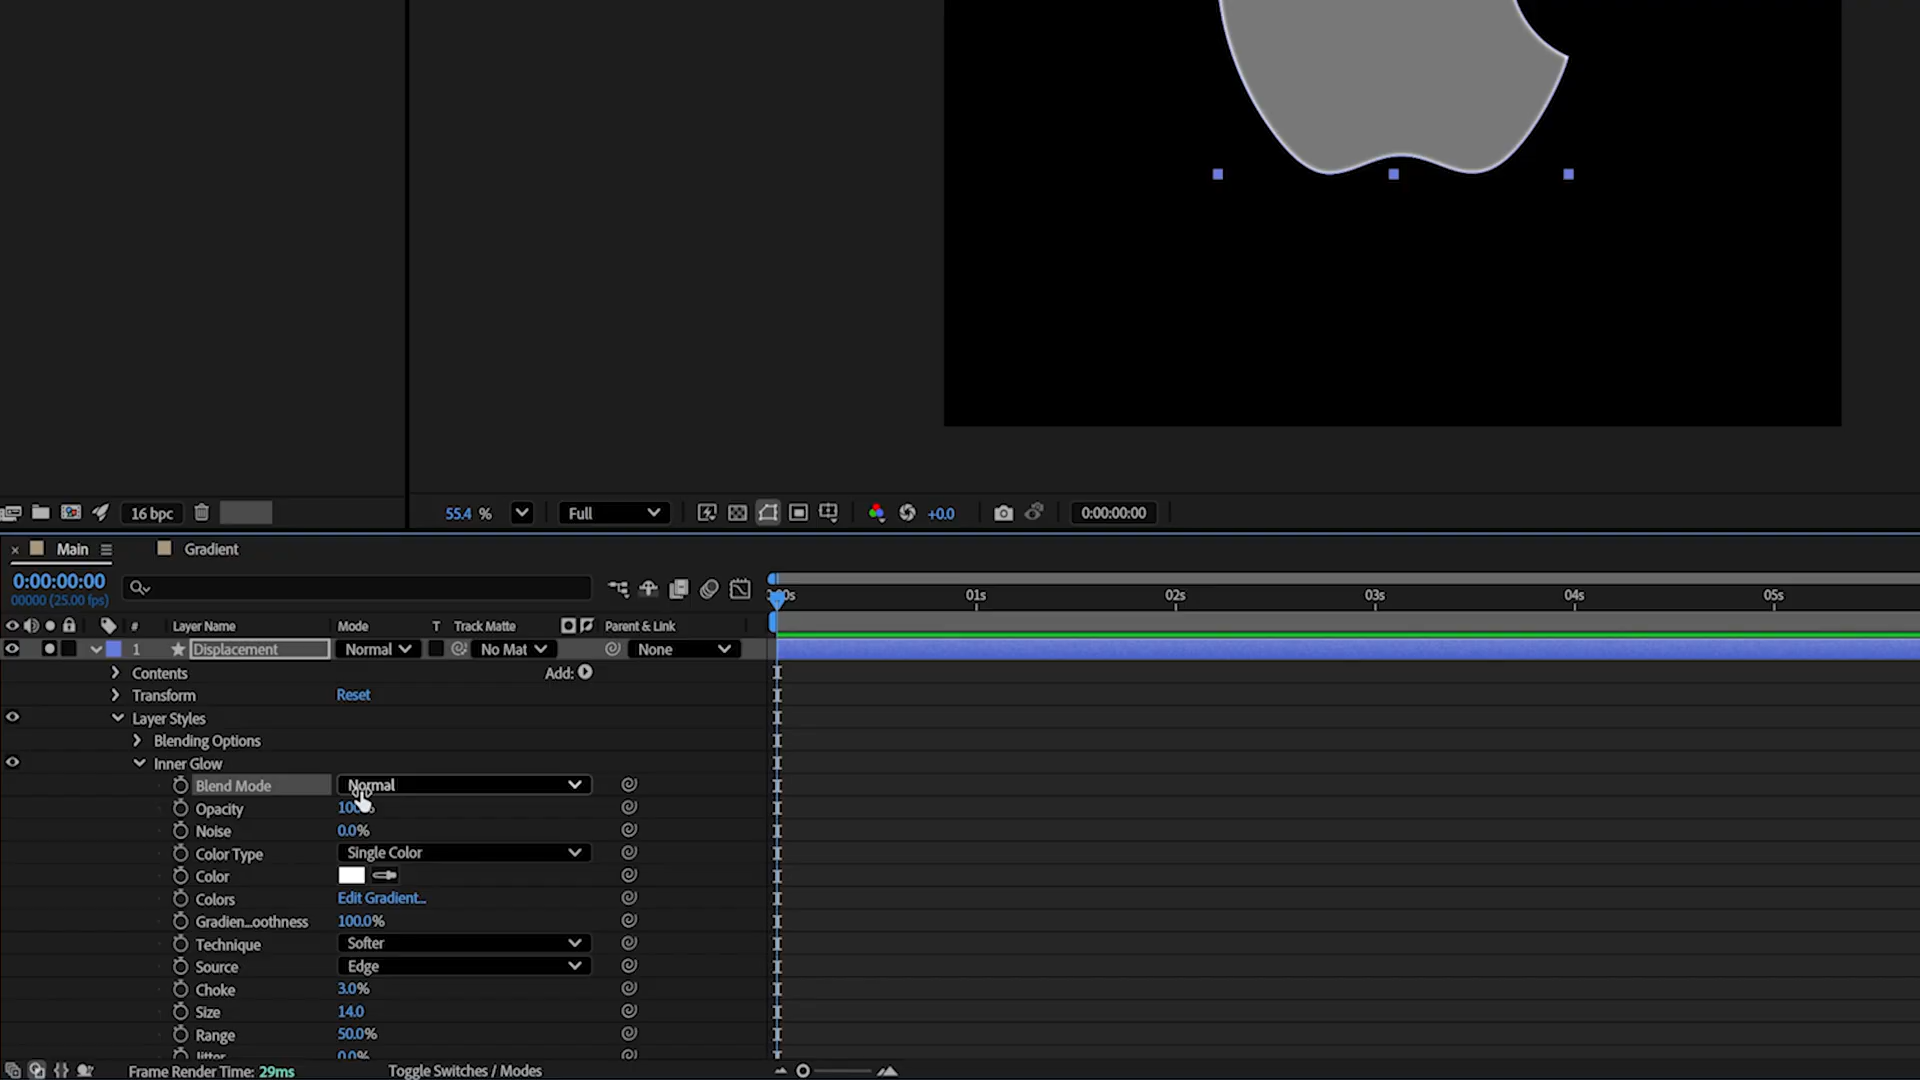 16 bpc
55.4 %
Full
+0.0
0:00:00:00
Main
Gradient
0:00:00:00
00000 (25.00 fps)
01s
02s
03s
04s
05s
#
Layer Name
Mode
T
Track Matte
Parent & Link
1
Displacement
Normal
No Mat
None
Contents
Add:
Transform
Reset
Layer Styles
Blending Options
Inner Glow
Blend Mode
Normal
Opacity
100%
Noise
0.0%
Color Type
Single Color
Color
Colors
Edit Gradient...
Gradien...oothness
100.0%
Technique
Softer
Source
Edge
Choke
3.0%
Size
14.0
Range
50.0%
Jitter
0.0%
Frame Render Time: 29ms
Toggle Switches / Modes